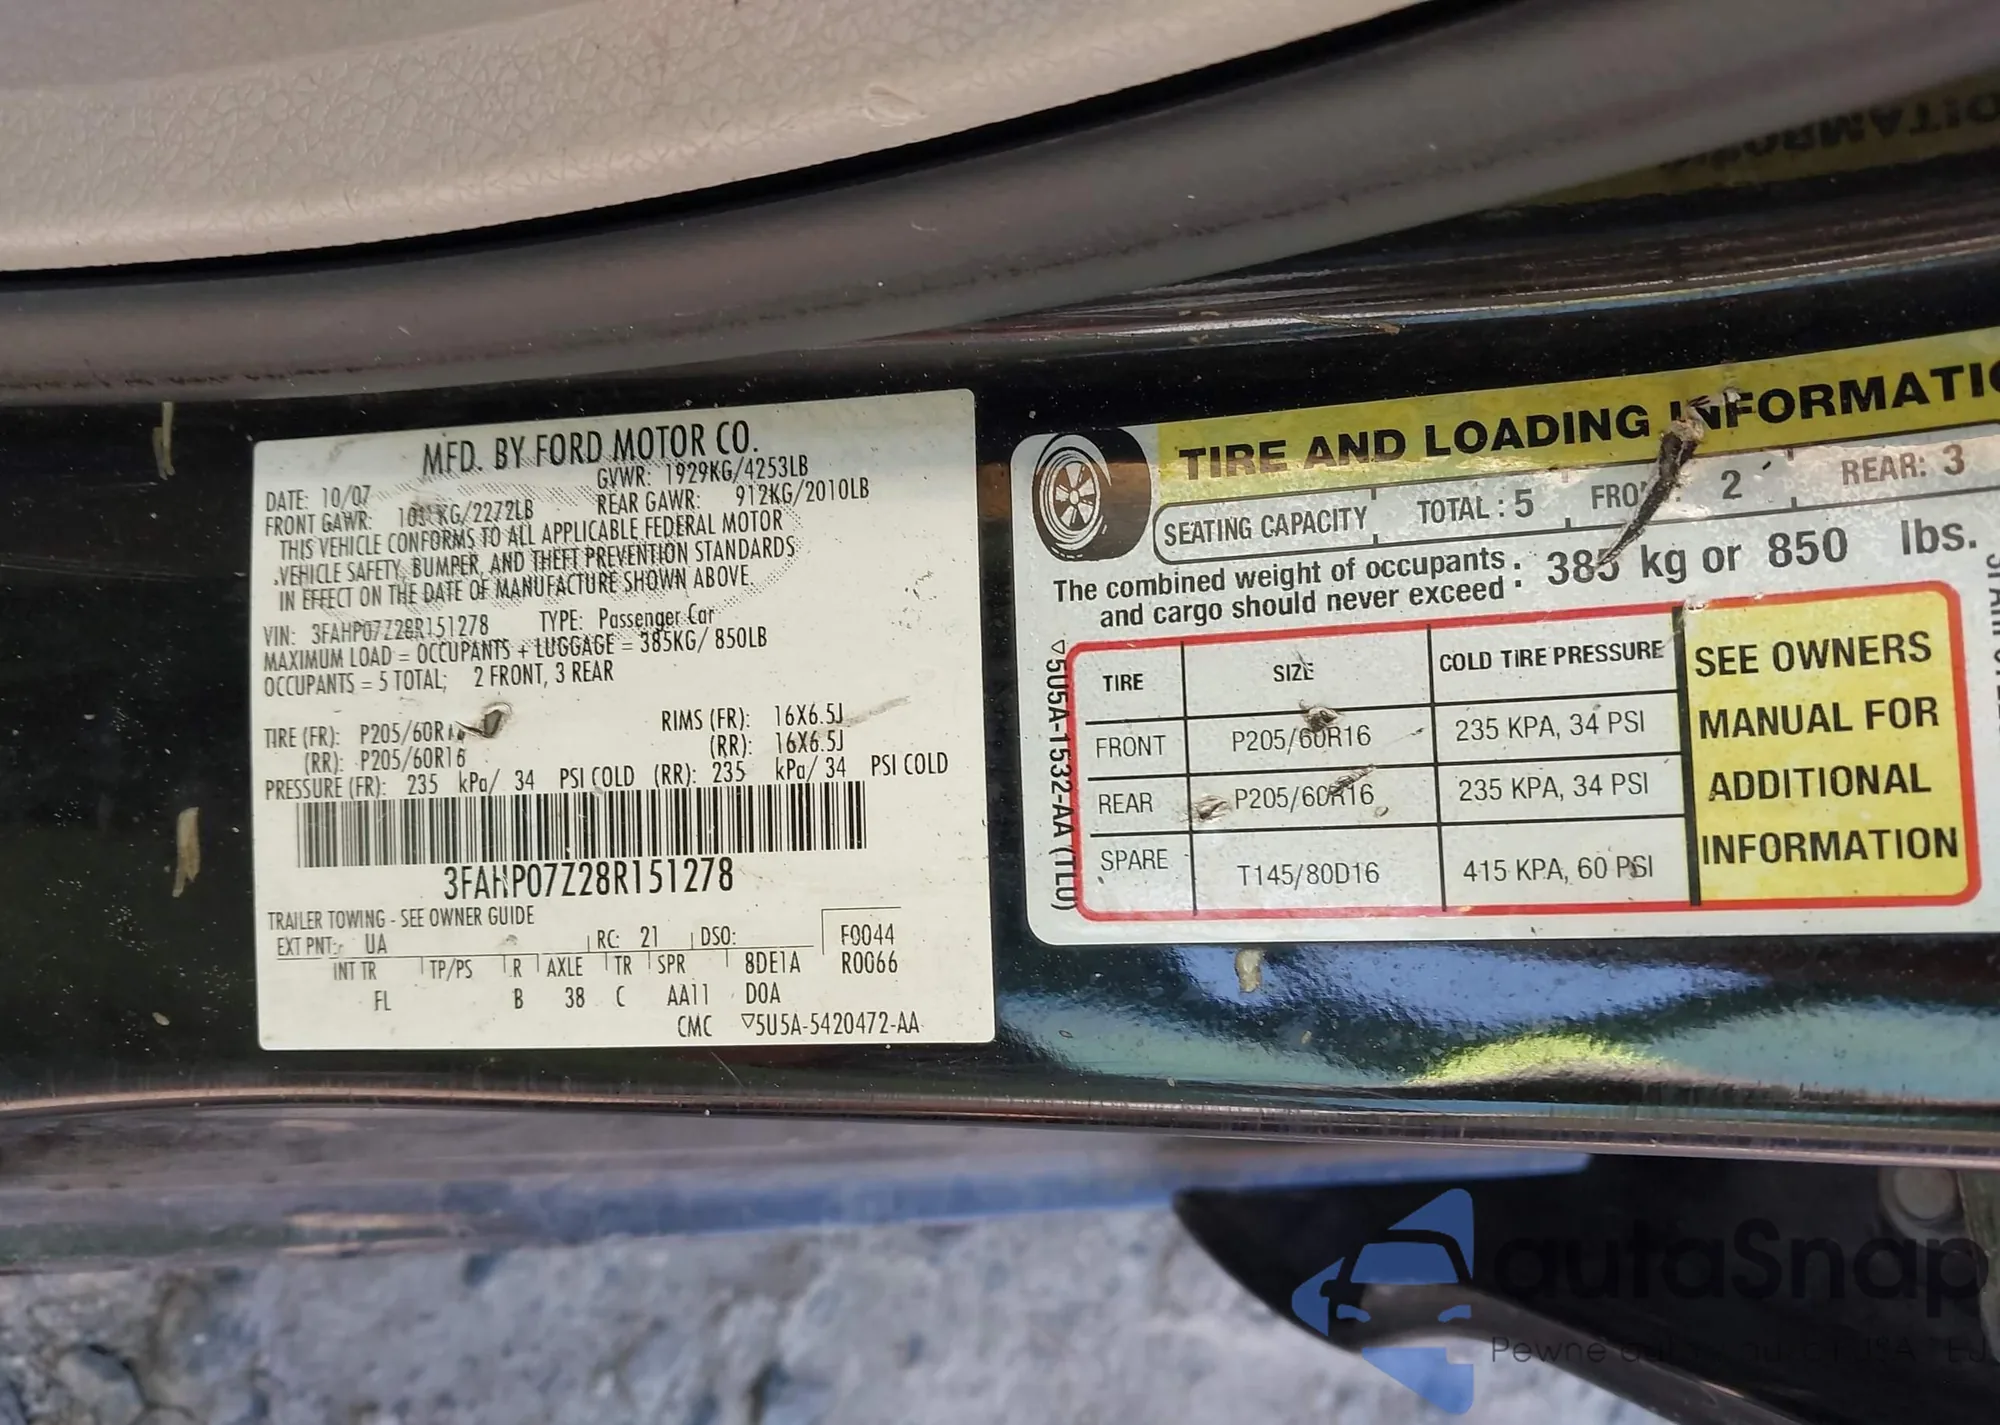 MFD. BY FORD MOTOR CO.
DATE: 10/07
GVWR: 1929KG/4253LB
FRONT GAWR: KG/2272LB
REAR GAWR: 912KG/2010LB
THIS VEHICLE CONFORMS TO ALL APPLICABLE FEDERAL MOTOR
VEHICLE SAFETY, BUMPER, AND THEFT PREVENTION STANDARDS
IN EFFECT ON THE DATE OF MANUFACTURE SHOWN ABOVE.
VIN: 3FAHP07Z28R151278 TYPE: Passenger Car
MAXIMUM LOAD = OCCUPANTS + LUGGAGE = 385KG/ 850LB
OCCUPANTS = 5 TOTAL; 2 FRONT, 3 REAR
TIRE (FR): P205/60R16 RIMS (FR): 16X6.5J
(RR): P205/60R16 (RR): 16X6.5J
PRESSURE (FR): 235 kPa/ 34 PSI COLD (RR): 235 kPa/ 34 PSI COLD
3FAHP07Z28R151278
TRAILER TOWING - SEE OWNER GUIDE
EXT PNT: UA RC: 21 DSO: F0044
INT TR TP/PS R AXLE TR SPR 8DE1A R0066
FL B 38 C AA11 DOA
CMC ▽5U5A-5420472-AA
TIRE AND LOADING INFORMATIO
SEATING CAPACITY TOTAL : 5 FRONT : 2 REAR: 3
The combined weight of occupants
and cargo should never exceed : 385 kg or 850 lbs.
▽5U5A-1532-AA (TLU)
TIRE SIZE COLD TIRE PRESSURE
FRONT P205/60R16 235 KPA, 34 PSI
REAR P205/60R16 235 KPA, 34 PSI
SPARE T145/80D16 415 KPA, 60 PSI
SEE OWNERS
MANUAL FOR
ADDITIONAL
INFORMATION
autaSnap
Pewne